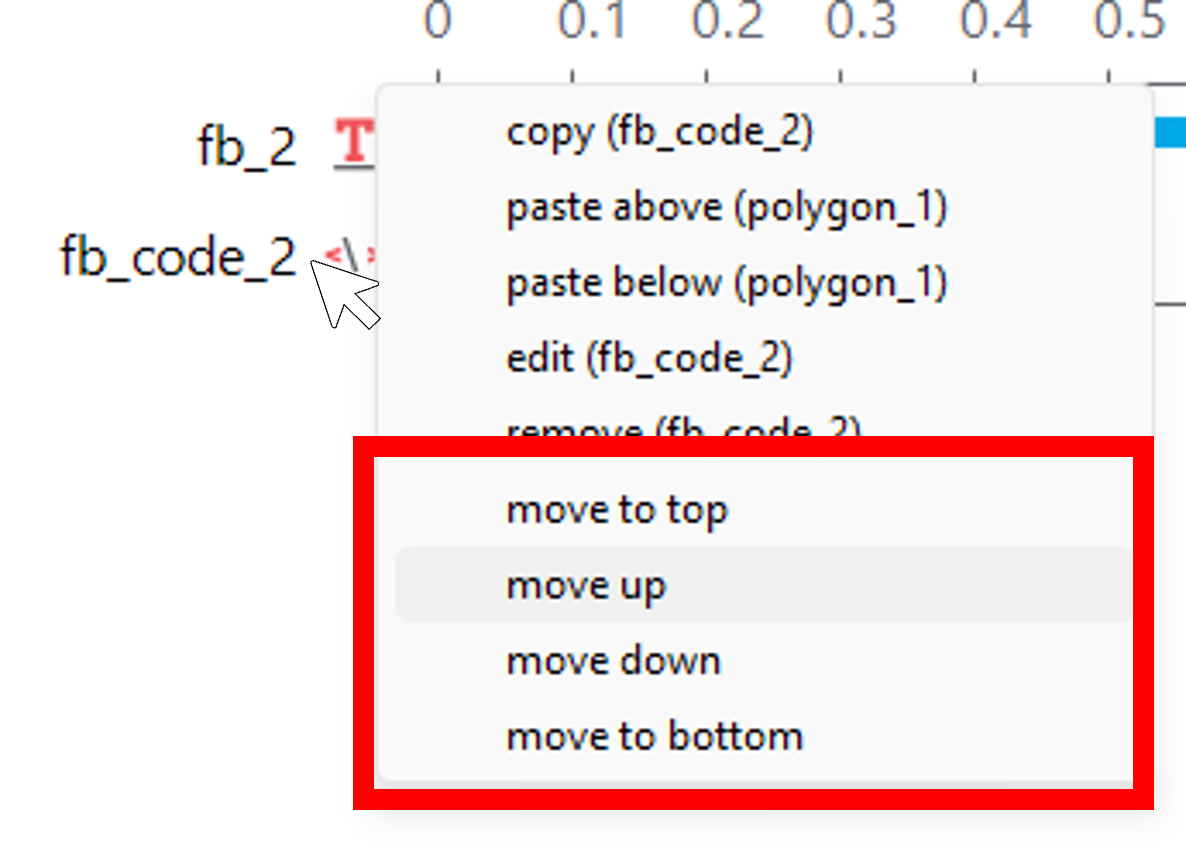 0 0.1 0.2 0.3 0.4 0.5
fb_2 T
fb_code_2
copy (fb_code_2)
paste above (polygon_1)
paste below (polygon_1)
edit (fb_code_2)
remove (fb_code_2)
move to top
move up
move down
move to bottom